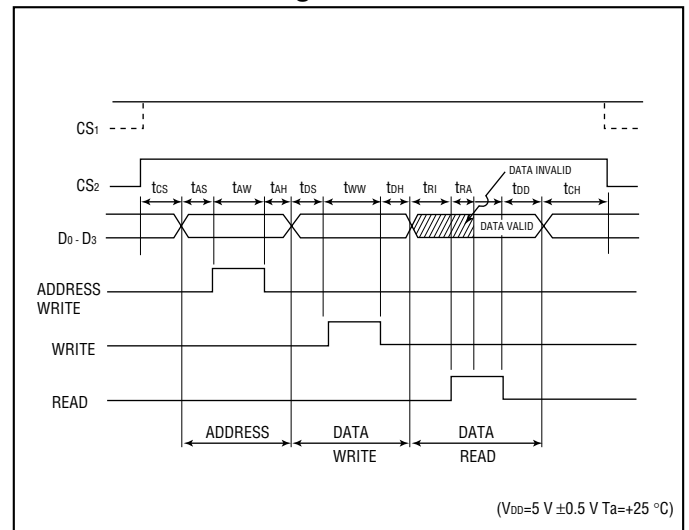 CS1
CS2
tCS tAS tAW tAH tDS tWW tDH tRI tRA tDD tCH
DATA INVALID
D0 - D3
DATA VALID
ADDRESS
WRITE
WRITE
READ
ADDRESS DATA DATA
WRITE READ
(VDD=5 V ±0.5 V Ta=+25 °C)